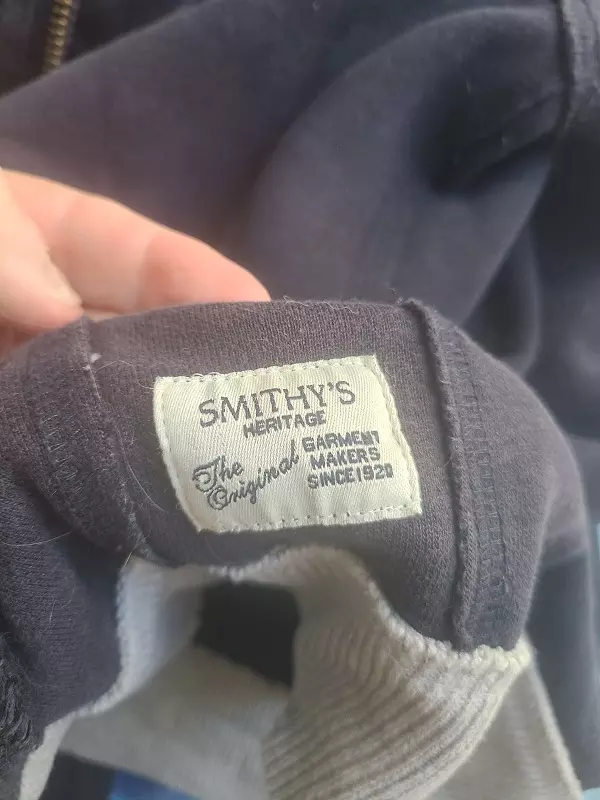 SMITHY'S
HERITAGE
The Original
GARMENT
MAKERS
SINCE 1920